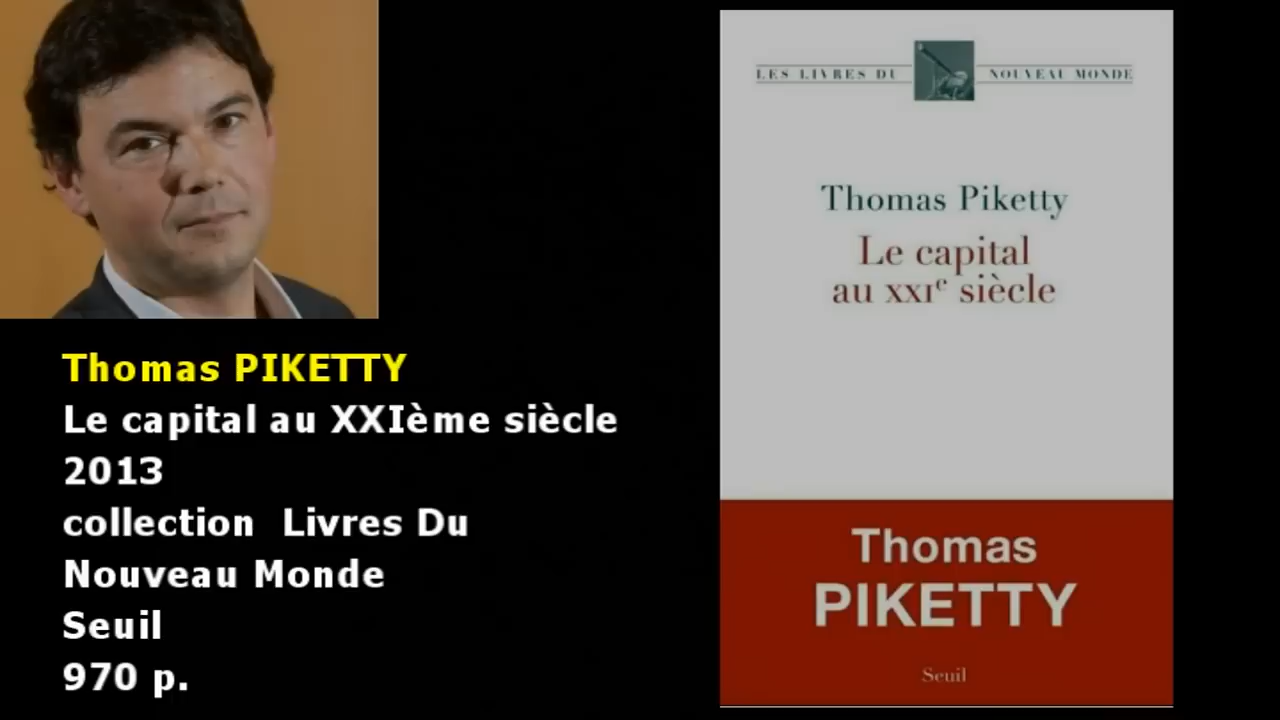 Thomas PIKETTY
Le capital au XXIème siècle
2013
collection Livres Du
Nouveau Monde
Seuil
970 p.
LES LIVRES DU NOUVEAU MONDE
Thomas Piketty
Le capital
au XXIe siècle
Thomas
PIKETTY
Seuil